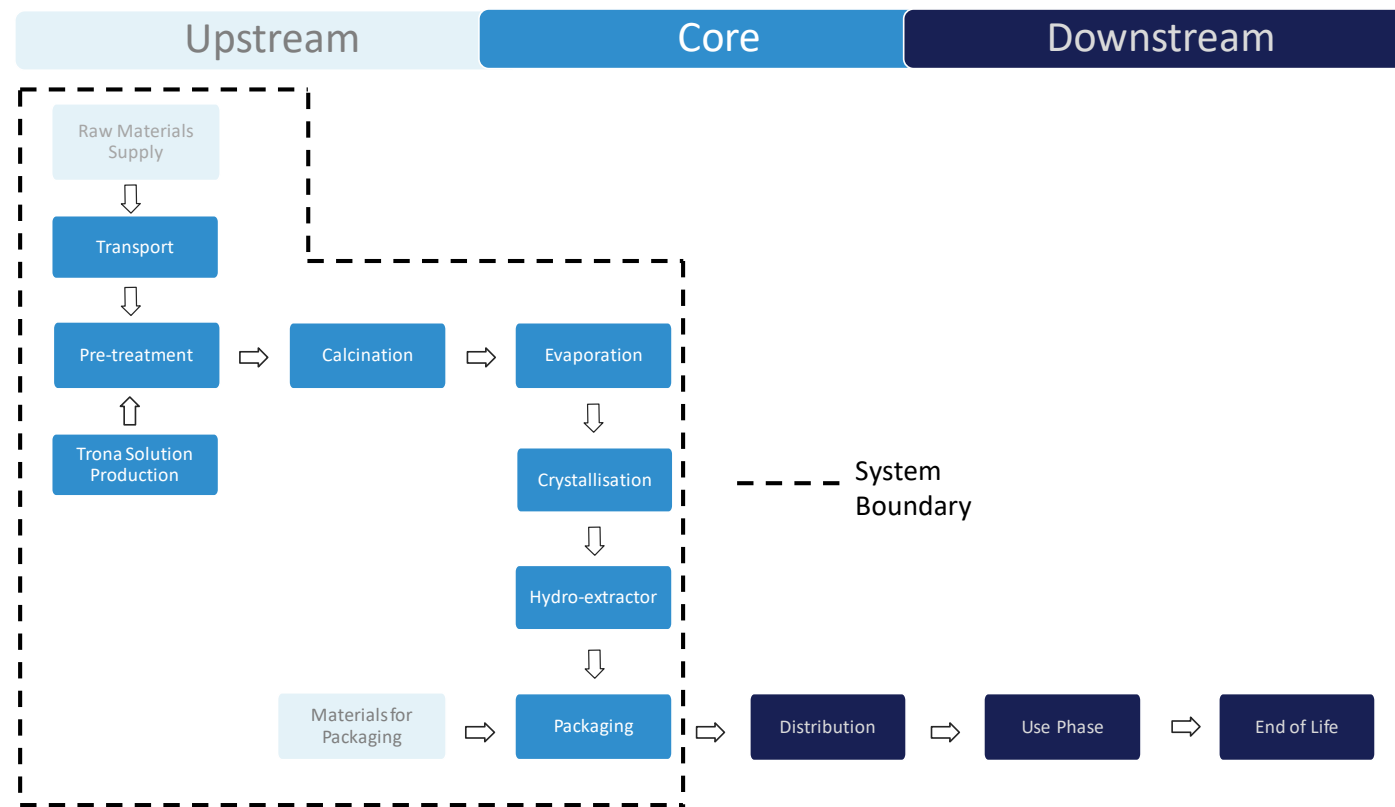 Upstream
Core
Downstream
Raw Materials
Supply
Transport
Pre-treatment
Calcination
Evaporation
Trona Solution
Production
Crystallisation
System
Boundary
Hydro-extractor
Materials for
Packaging
Packaging
Distribution
Use Phase
End of Life